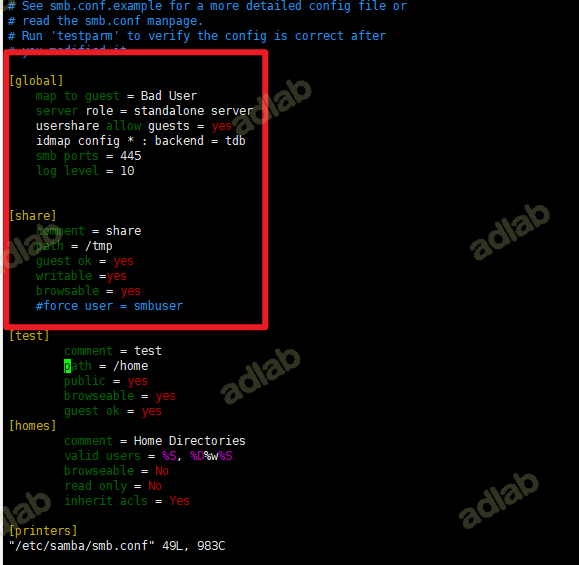 # See smb.conf.example for a more detailed config file or
# read the smb.conf manpage.
# Run 'testparm' to verify the config is correct after
# you modified it.
[global]
map to guest = Bad User
server role = standalone server
usershare allow guests = yes
idmap config * : backend = tdb
smb ports = 445
log level = 10
[share]
comment = share
path = /tmp
guest ok = yes
writable =yes
browsable = yes
#force user = smbuser
[test]
comment = test
path = /home
public = yes
browseable = yes
guest ok = yes
[homes]
comment = Home Directories
valid users = %S, %D%w%S
browseable = No
read only = No
inherit acls = Yes
[printers]
"/etc/samba/smb.conf" 49L, 983C
adlab
adlab
adlab
adlab
adlab
adlab